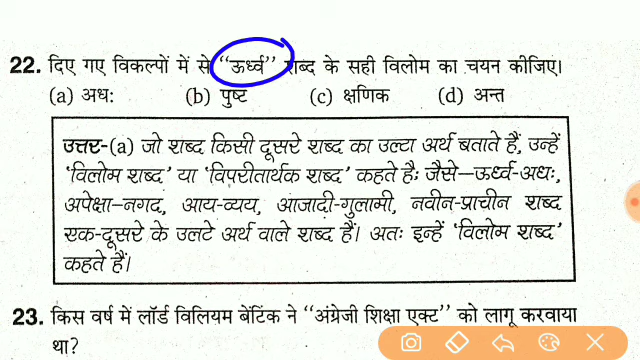 22. दिए गए विकल्पों में से "ऊर्ध्व" शब्द के सही विलोम का चयन कीजिए।
(a) अधः (b) पुष्ट (c) क्षणिक (d) अन्त
उत्तर-(a) जो शब्द किसी दूसरे शब्द का उल्टा अर्थ बताते हैं, उन्हें
'विलोम शब्द' या 'विपरीतार्थक शब्द' कहते हैः जैसे—ऊर्ध्व-अधः,
अपेक्षा—नगद, आय-व्यय, आजादी-गुलामी, नवीन-प्राचीन शब्द
एक-दूसरे के उलटे अर्थ वाले शब्द हैं। अतः इन्हें 'विलोम शब्द'
कहते हैं।
23. किस वर्ष में लॉर्ड विलियम बेंटिक ने "अंग्रेजी शिक्षा एक्ट" को लागू करवाया
था?